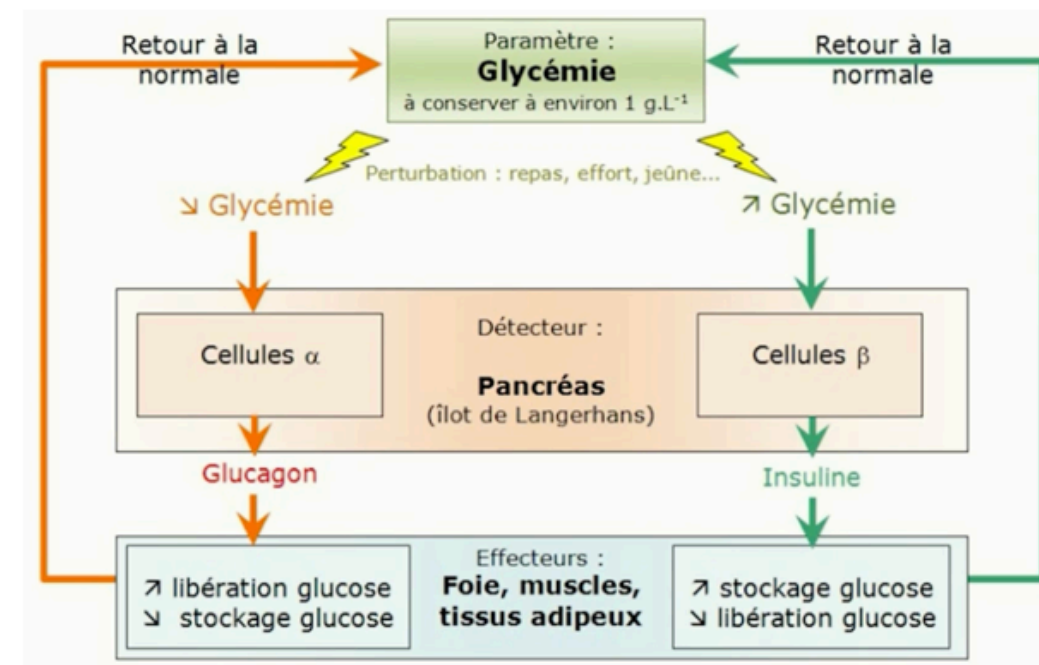 Retour à la
normale
Paramètre :
Glycémie
à conserver à environ 1 g.L⁻¹
Retour à la
normale
Perturbation : repas, effort, jeûne...
↘ Glycémie
↗ Glycémie
Cellules α
Détecteur :
Pancréas
(îlot de Langerhans)
Cellules β
Glucagon
Insuline
↗ libération glucose
↘ stockage glucose
Effecteurs :
Foie, muscles,
tissus adipeux
↗ stockage glucose
↘ libération glucose